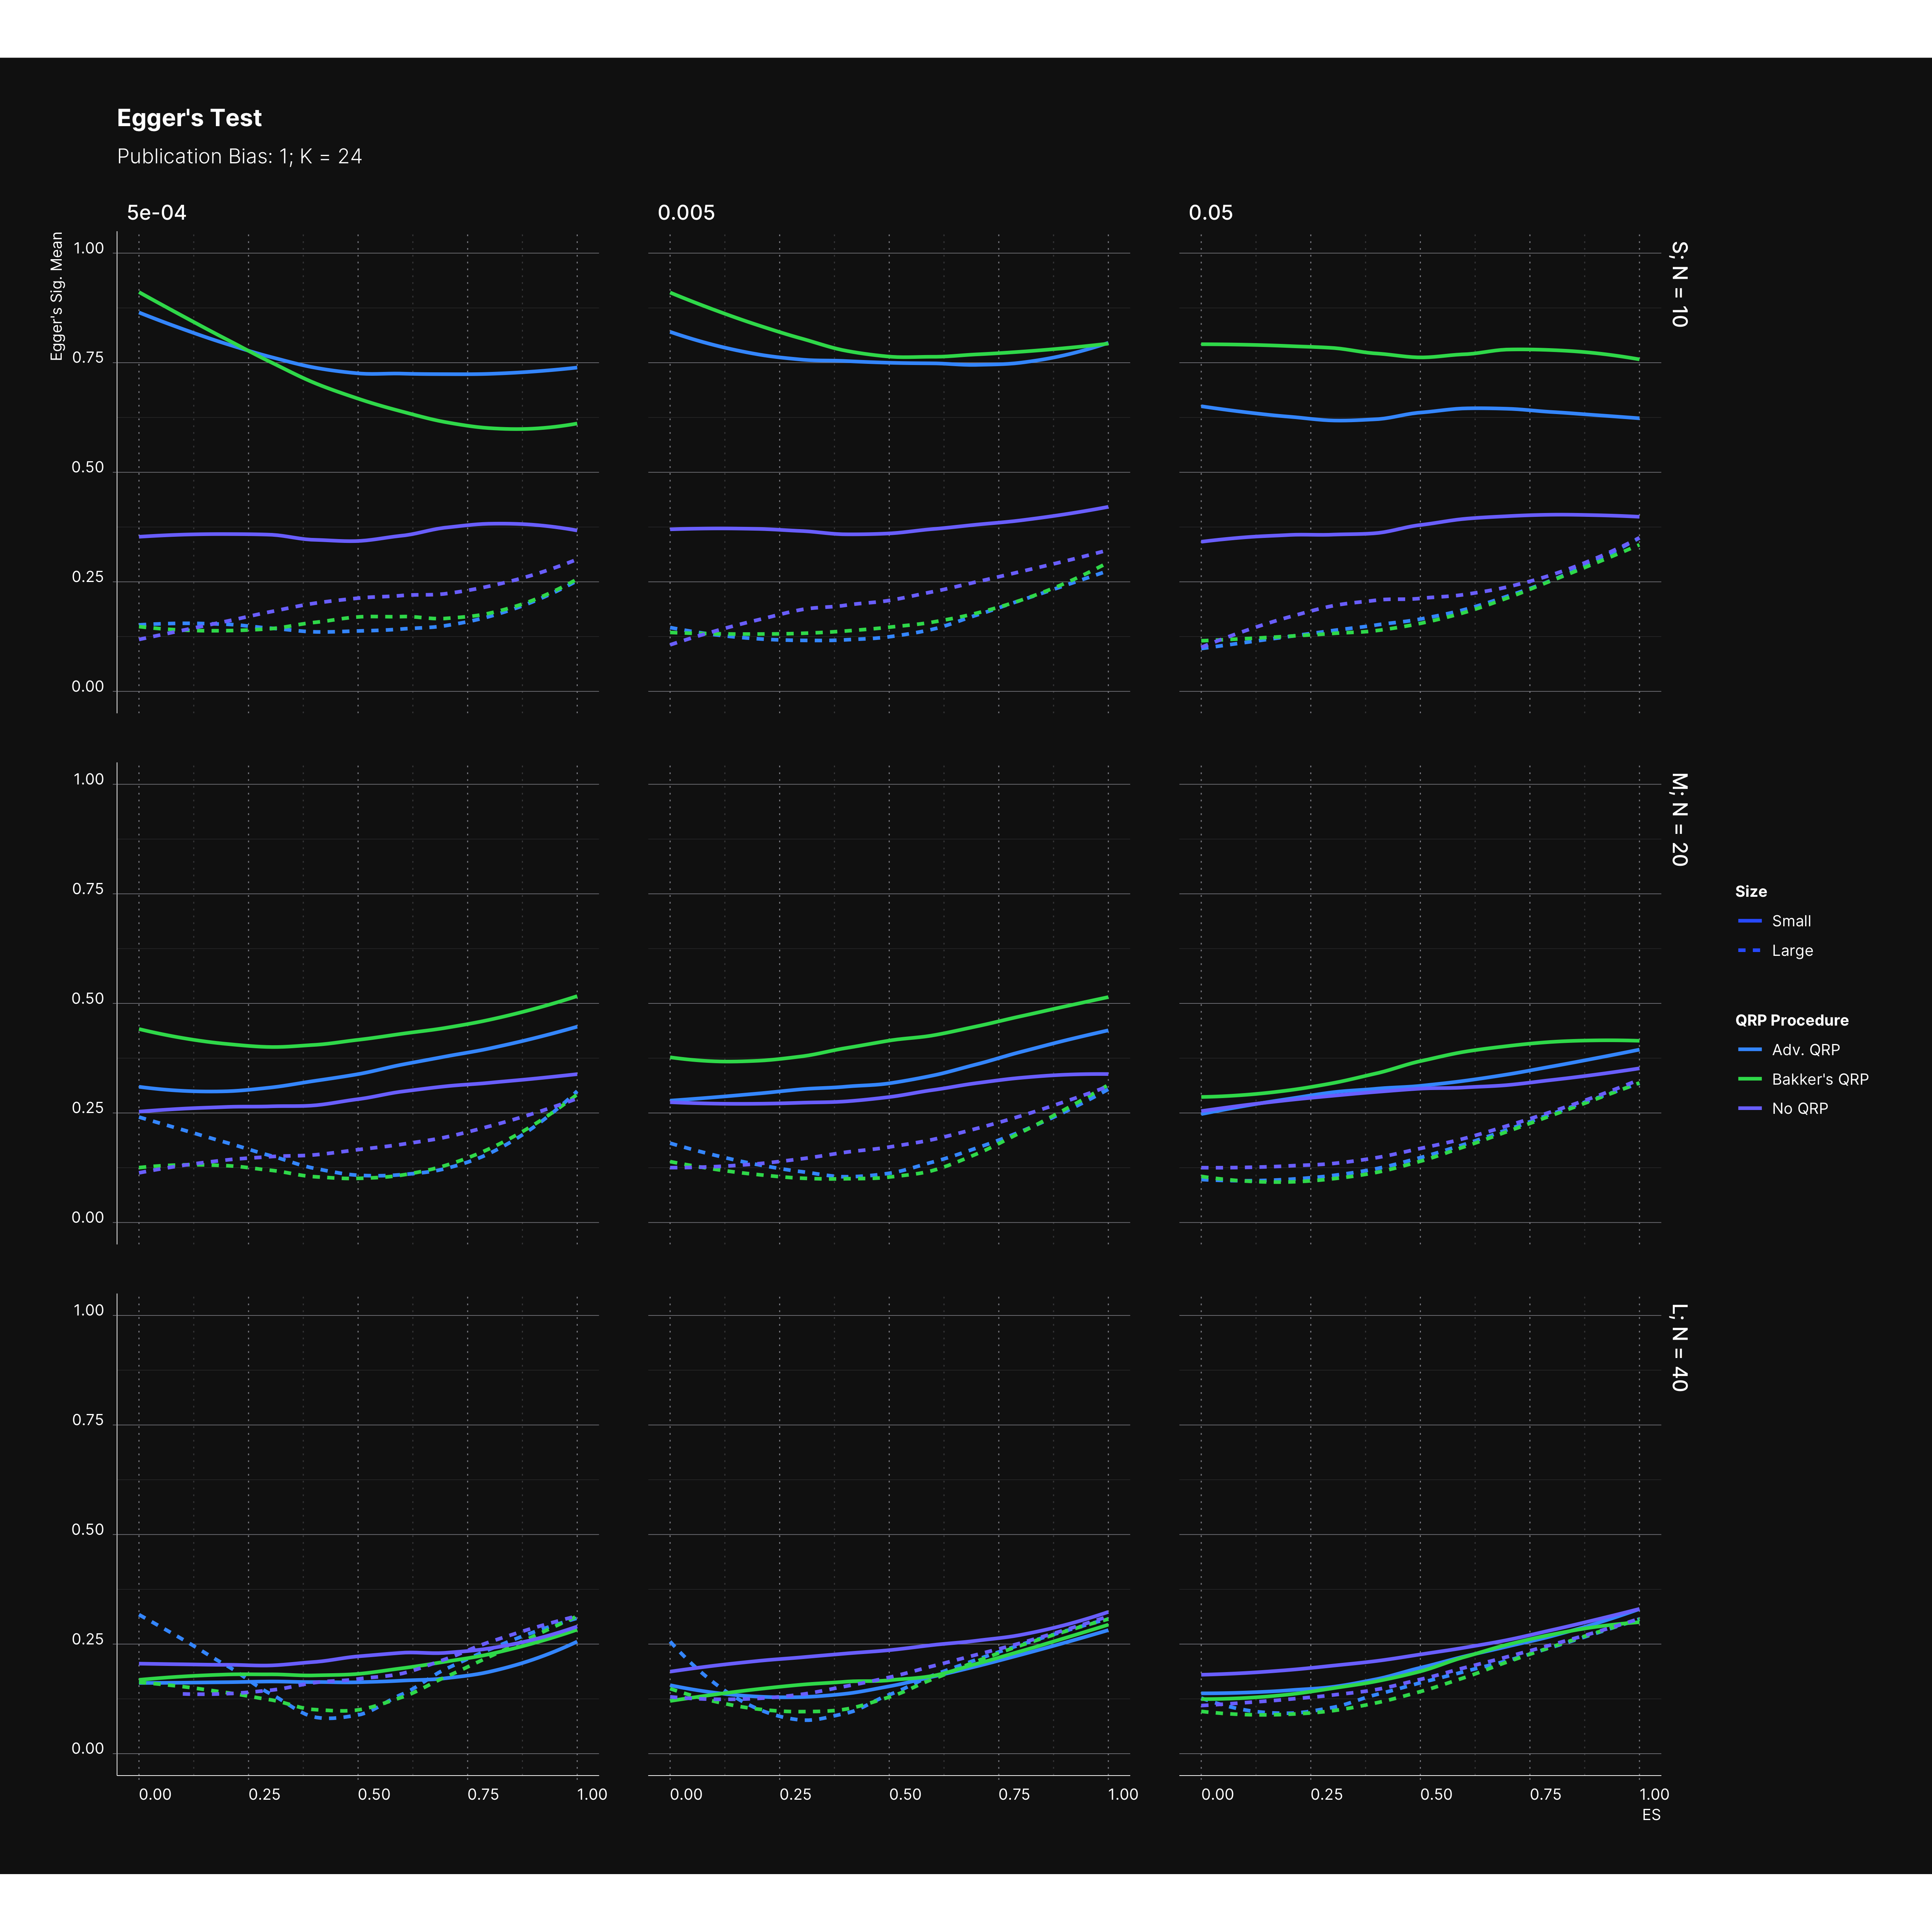 Egger's Test
Publication Bias: 1; K = 24
5e-04
0.005
0.05
Egger's Sig. Mean
1.00
0.75
0.50
0.25
0.00
S; N = 10
1.00
0.75
0.50
0.25
0.00
M; N = 20
1.00
0.75
0.50
0.25
0.00
L; N = 40
0.00 0.25 0.50 0.75 1.00
0.00 0.25 0.50 0.75 1.00
0.00 0.25 0.50 0.75 1.00
ES
Size
Small
Large
QRP Procedure
Adv. QRP
Bakker's QRP
No QRP